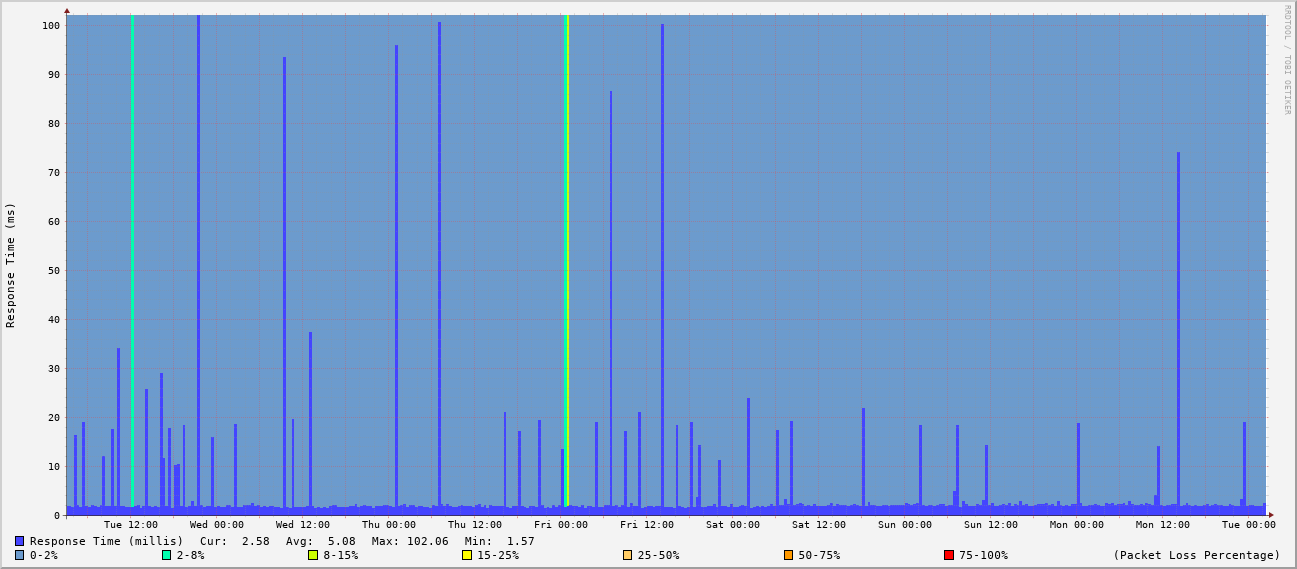 RRDTOOL / TOBI OETIKER
Response Time (ms)
100
90
80
70
60
50
40
30
20
10
0
Tue 12:00 Wed 00:00 Wed 12:00 Thu 00:00 Thu 12:00 Fri 00:00 Fri 12:00 Sat 00:00 Sat 12:00 Sun 00:00 Sun 12:00 Mon 00:00 Mon 12:00 Tue 00:00
Response Time (millis) Cur: 2.58 Avg: 5.08 Max: 102.06 Min: 1.57
0-2% 2-8% 8-15% 15-25% 25-50% 50-75% 75-100% (Packet Loss Percentage)